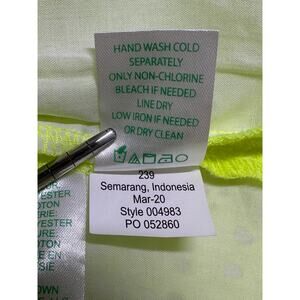 HAND WASH COLD
SEPARATELY
ONLY NON-CHLORINE
BLEACH IF NEEDED
LINE DRY
LOW IRON IF NEEDED
OR DRY CLEAN
239
Semarang, Indonesia
Mar-20
Style 004983
PO 052860